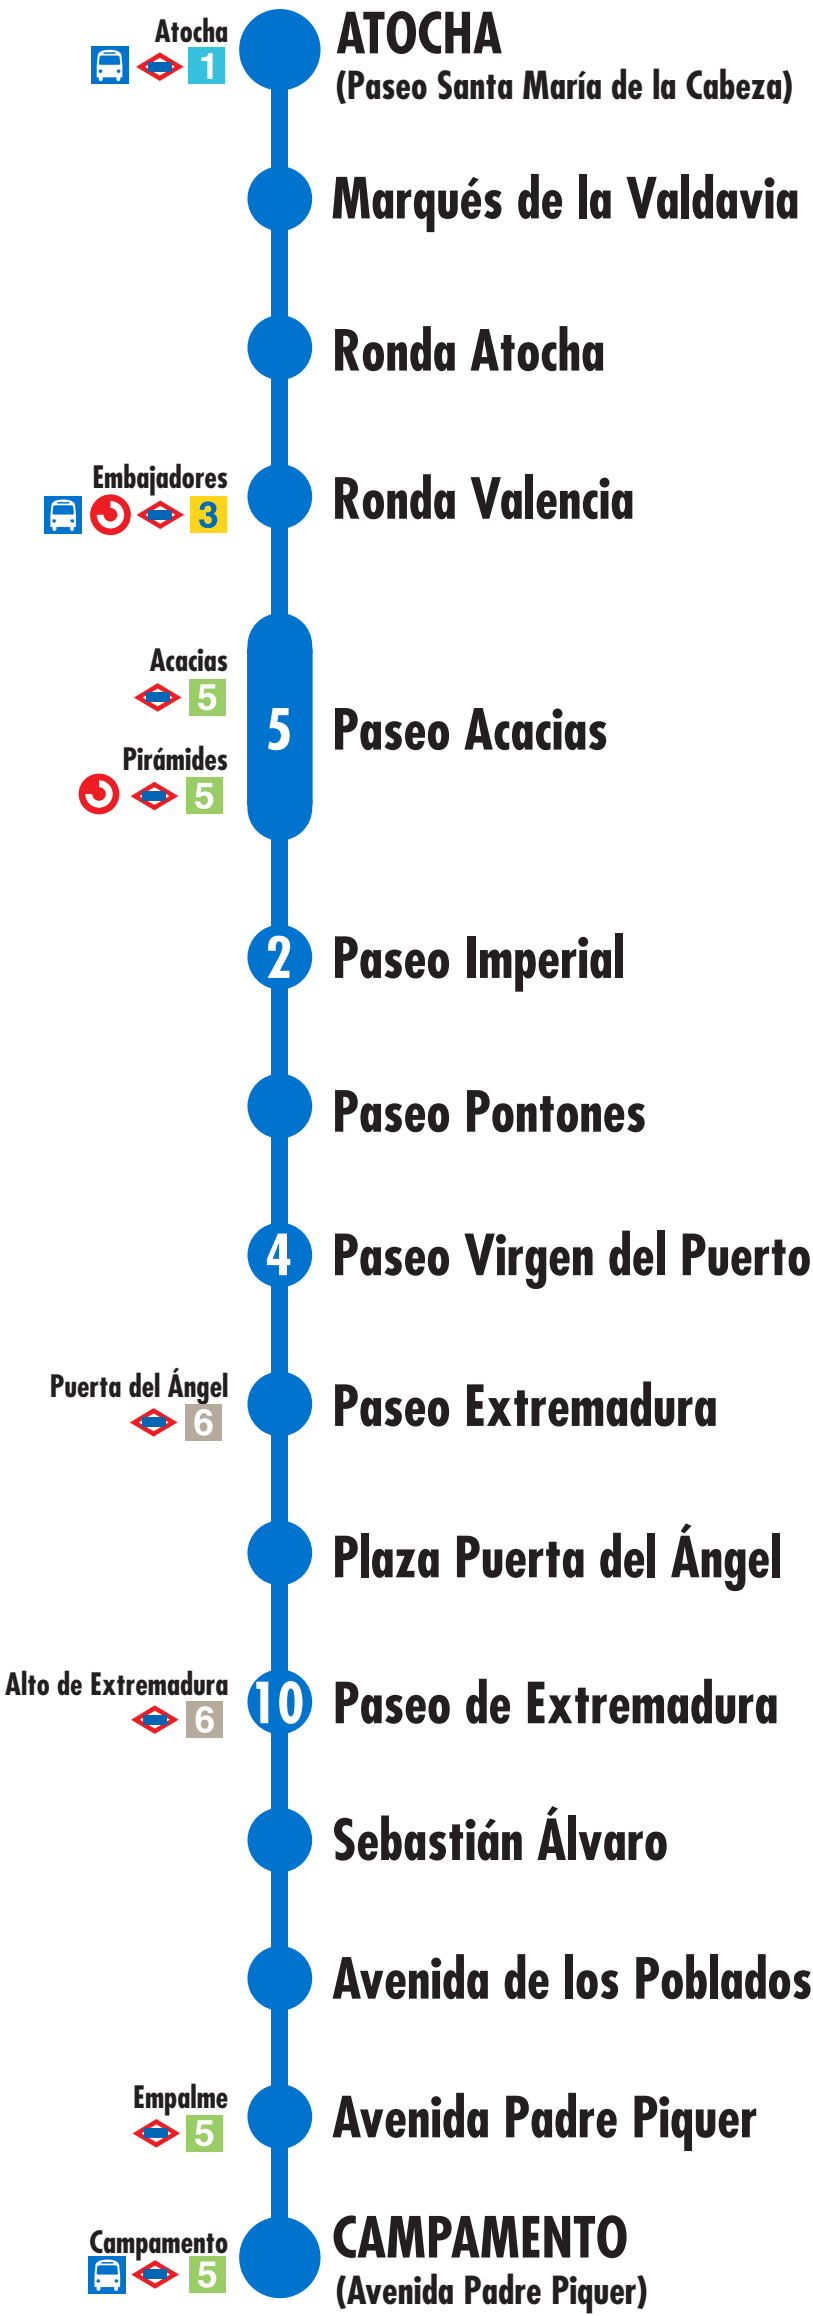 Atocha
1
ATOCHA
(Paseo Santa María de la Cabeza)
Marqués de la Valdavia
Ronda Atocha
Embajadores
3
Ronda Valencia
Acacias
5
Pirámides
5
5
Paseo Acacias
2
Paseo Imperial
Paseo Pontones
4
Paseo Virgen del Puerto
Puerta del Ángel
6
Paseo Extremadura
Plaza Puerta del Ángel
Alto de Extremadura
6
10
Paseo de Extremadura
Sebastián Álvaro
Avenida de los Poblados
Empalme
5
Avenida Padre Piquer
Campamento
5
CAMPAMENTO
(Avenida Padre Piquer)